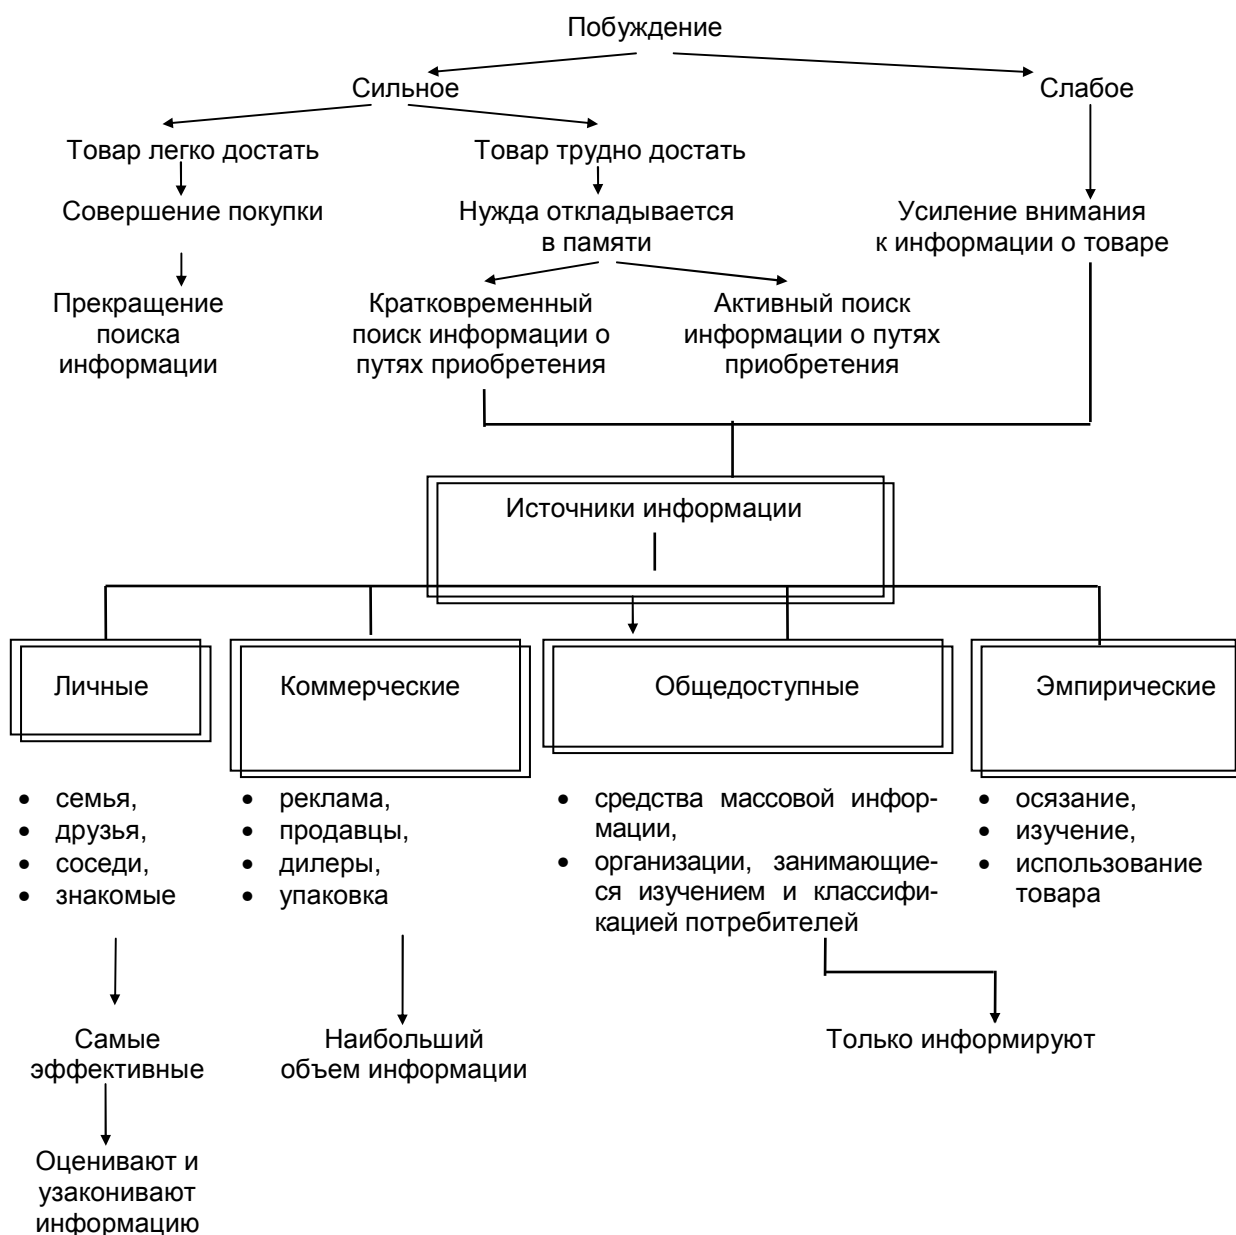 Побуждение
Сильное
Слабое
Товар легко достать
Товар трудно достать
Совершение покупки
Нужда откладывается
в памяти
Усиление внимания
к информации о товаре
Прекращение
поиска
информации
Кратковременный
поиск информации о
путях приобретения
Активный поиск
информации о путях
приобретения
Источники информации
Личные
Коммерческие
Общедоступные
Эмпирические
• семья,
• друзья,
• соседи,
• знакомые
• реклама,
• продавцы,
• дилеры,
• упаковка
• средства массовой инфор-
мации,
• организации, занимающие-
ся изучением и классифи-
кацией потребителей
• осязание,
• изучение,
• использование
товара
Самые
эффективные
Наибольший
объем информации
Только информируют
Оценивают и
узаконивают
информацию